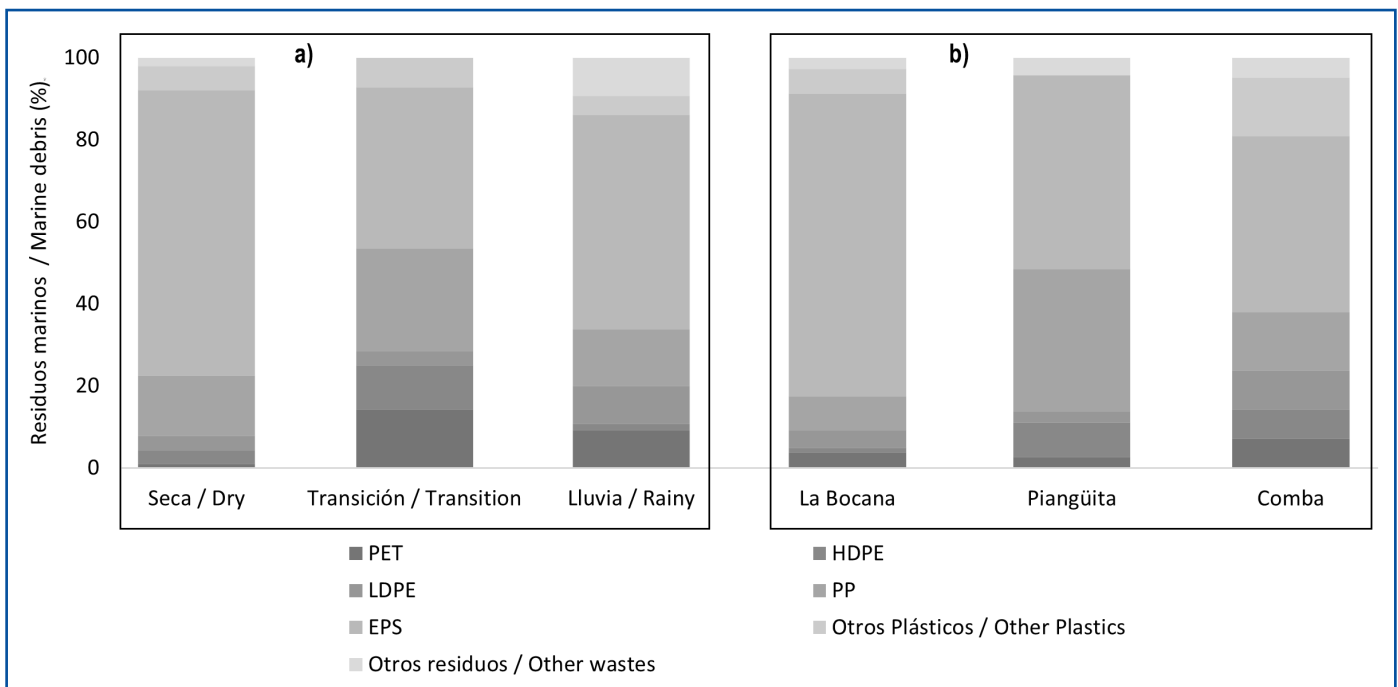 a)
b)
Residuos marinos / Marine debris (%)
100
80
60
40
20
0
Seca / Dry
Transición / Transition
Lluvia / Rainy
La Bocana
Piangüita
Comba
PET
HDPE
LDPE
PP
EPS
Otros Plásticos / Other Plastics
Otros residuos / Other wastes